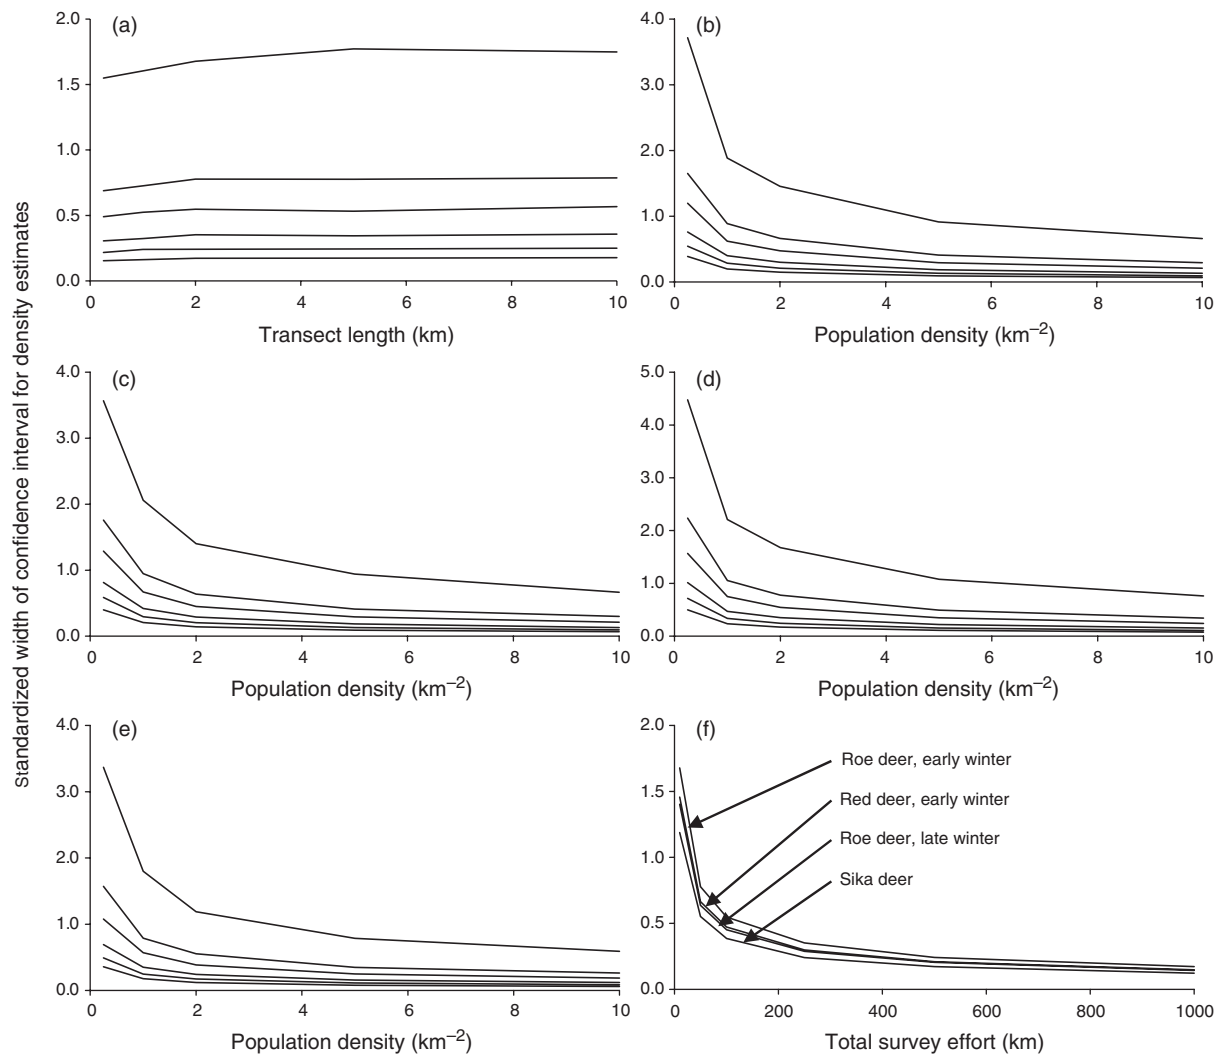 Standardized width of confidence interval for density estimates
(a)
2.0
1.5
1.0
0.5
0.0
0 2 4 6 8 10
Transect length (km)
(b)
4.0
3.0
2.0
1.0
0.0
0 2 4 6 8 10
Population density (km⁻²)
(c)
4.0
3.0
2.0
1.0
0.0
0 2 4 6 8 10
Population density (km⁻²)
(d)
5.0
4.0
3.0
2.0
1.0
0.0
0 2 4 6 8 10
Population density (km⁻²)
(e)
4.0
3.0
2.0
1.0
0.0
0 2 4 6 8 10
Population density (km⁻²)
(f)
2.0
1.5
1.0
0.5
0.0
Roe deer, early winter
Red deer, early winter
Roe deer, late winter
Sika deer
0 200 400 600 800 1000
Total survey effort (km)